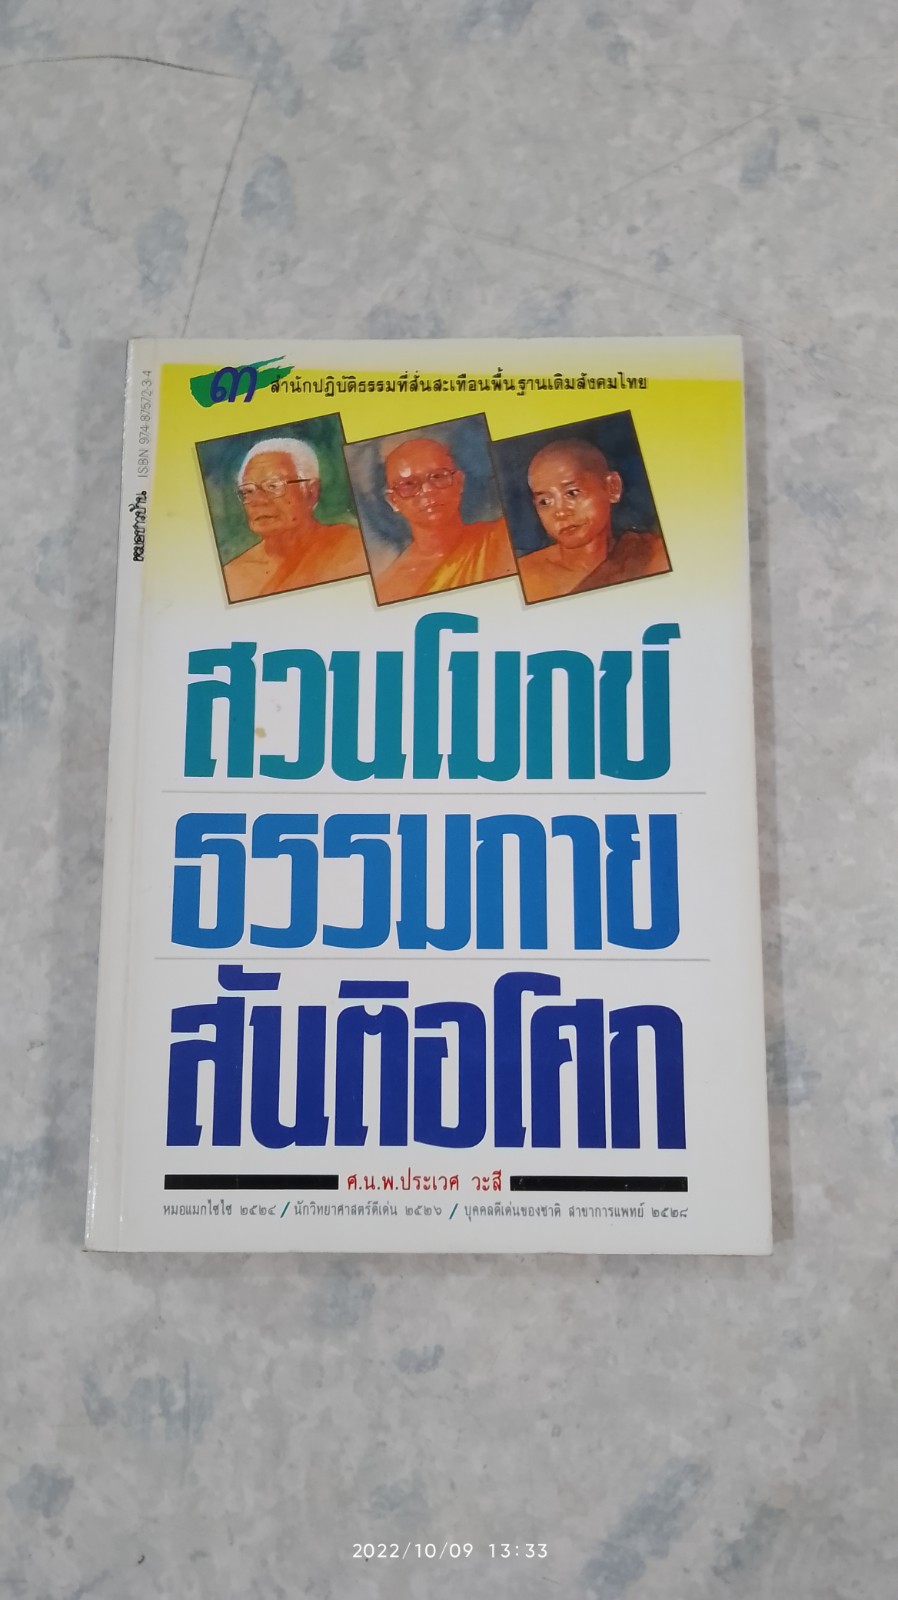 ๓ สำนักปฏิบัติธรรมที่สั่นสะเทือนพื้นฐานเดิมสังคมไทย
หมอชาวบ้าน ISBN 974-87572-3-4
สวนโมกข์
ธรรมกาย
สันติอโศก
ศ.น.พ.ประเวศ วะสี
หมอแมกไซไซ ๒๕๒๔ / นักวิทยาศาสตร์ดีเด่น ๒๕๒๖ / บุคคลดีเด่นของชาติ สาขาการแพทย์ ๒๕๒๘
2022/10/09 13:33